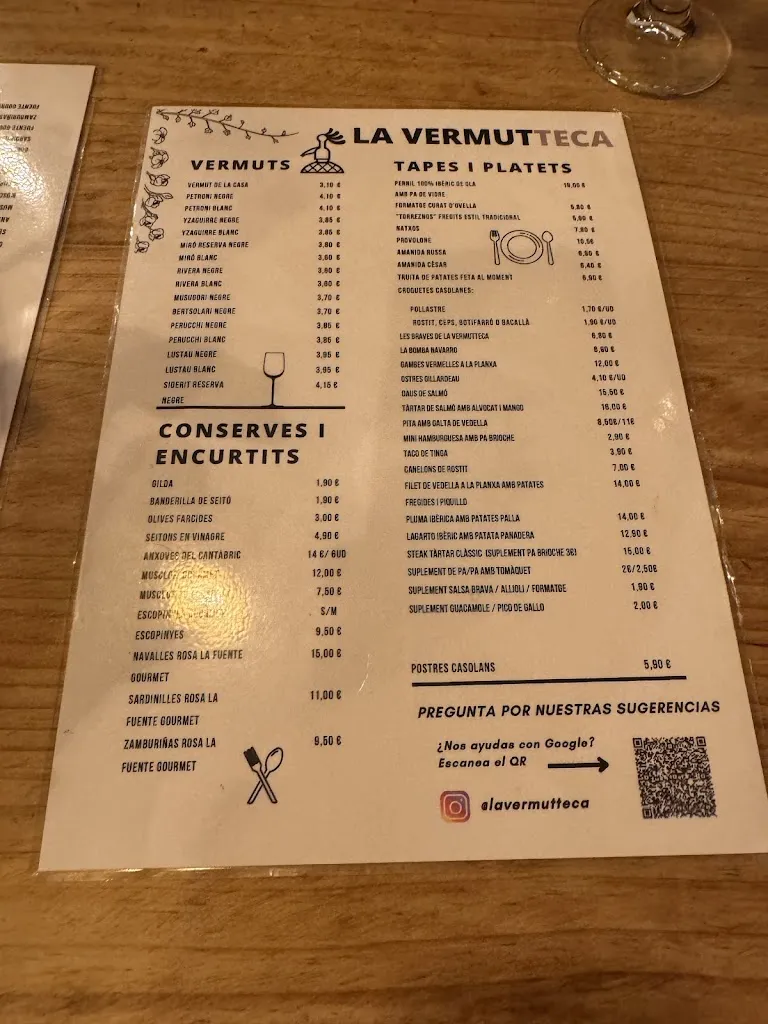 LA VERMUTTECA
VERMUTS
VERMUT DE LA CASA 3,10 €
PETRONI NEGRE 4,10 €
PETRONI BLANC 4,10 €
YZAGUIRRE NEGRE 3,85 €
YZAGUIRRE BLANC 3,85 €
MIRÓ RESERVA NEGRE 3,80 €
MIRÓ BLANC 3,60 €
RIVERA NEGRE 3,60 €
RIVERA BLANC 3,60 €
MUSUDORI NEGRE 3,70 €
BERTSOLARI NEGRE 3,70 €
PERUCCHI NEGRE 3,85 €
PERUCCHI BLANC 3,85 €
LUSTAU NEGRE 3,95 €
LUSTAU BLANC 3,95 €
SIDERIT RESERVA 4,15 €
NEGRE
CONSERVES I
ENCURTITS
GILDA 1,90 €
BANDERILLA DE SEITÓ 1,90 €
OLIVES FARCIDES 3,00 €
SEITONS EN VINAGRE 4,90 €
ANXOVES DEL CANTÀBRIC 14 €/ 6UD
12,00 €
7,50 €
S/M
ESCOPINYES 9,50 €
NAVALLES ROSA LA FUENTE 15,00 €
GOURMET
SARDINILLES ROSA LA 11,00 €
FUENTE GOURMET
ZAMBURIÑAS ROSA LA 9,50 €
FUENTE GOURMET
TAPES I PLATETS
PERNIL 100% IBÈRIC DE GLA
AMB PA DE VIDRE
FORMATGE CURAT D'OVELLA 5,80 €
"TORREZNOS" FREGITS ESTIL TRADICIONAL
NATXOS 7,80 €
PROVOLONE
AMANIDA RUSSA
AMANIDA CÈSAR 8,40 €
TRUITA DE PATATES FETA AL MOMENT 6,90 €
CROQUETES CASOLANES:
POLLASTRE 1,70 €/UD
ROSTIT, CEPS, BOTIFARRÓ O BACALLÀ 1,90 €/UD
LES BRAVES DE LA VERMUTTECA 6,80 €
LA BOMBA NAVARRO
GAMBES VERMELLES A LA PLANXA 12,00 €
OSTRES GILLARDEAU 4,10 €/UD
DAUS DE SALMÓ 15,50 €
TÀRTAR DE SALMÓ AMB ALVOCAT I MANGO 16,00 €
PITA AMB GALTA DE VEDELLA 8,50€/11€
MINI HAMBURGUESA AMB PA BRIOCHE 2,90 €
TACO DE TINGA 3,90 €
CANELONS DE ROSTIT 7,00 €
FILET DE VEDELLA A LA PLANXA AMB PATATES 14,00 €
FREGIDES I PIQUILLO
PLUMA IBÈRICA AMB PATATES PALLA 14,00 €
LAGARTO IBÈRIC AMB PATATA PANADERA 12,90 €
STEAK TÀRTAR CLÀSSIC (SUPLEMENT PA BRIOCHE 3€) 15,00 €
SUPLEMENT DE PA/PA AMB TOMÀQUET 2€/2,50€
SUPLEMENT SALSA BRAVA / ALLIOLI / FORMATGE 1,90 €
SUPLEMENT GUACAMOLE / PICO DE GALLO 2,00 €
POSTRES CASOLANS 5,90 €
PREGUNTA POR NUESTRAS SUGERENCIAS
¿Nos ayudas con Google?
Escanea el QR
@lavermutteca